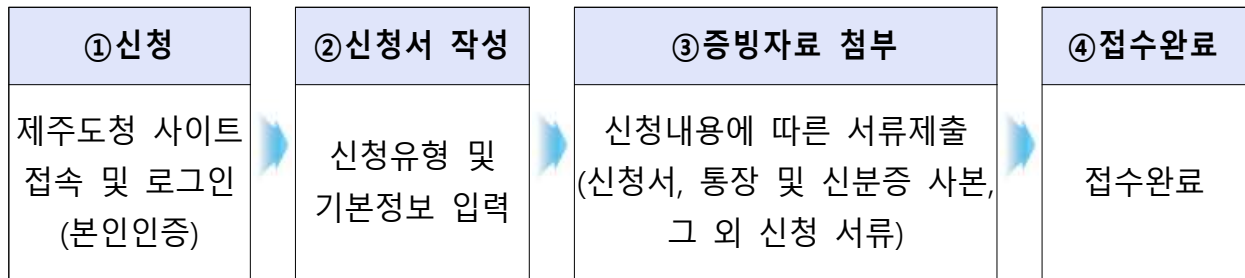 ①신청
제주도청 사이트
접속 및 로그인
(본인인증)
②신청서 작성
신청유형 및
기본정보 입력
③증빙자료 첨부
신청내용에 따른 서류제출
(신청서, 통장 및 신분증 사본,
그 외 신청 서류)
④접수완료
접수완료